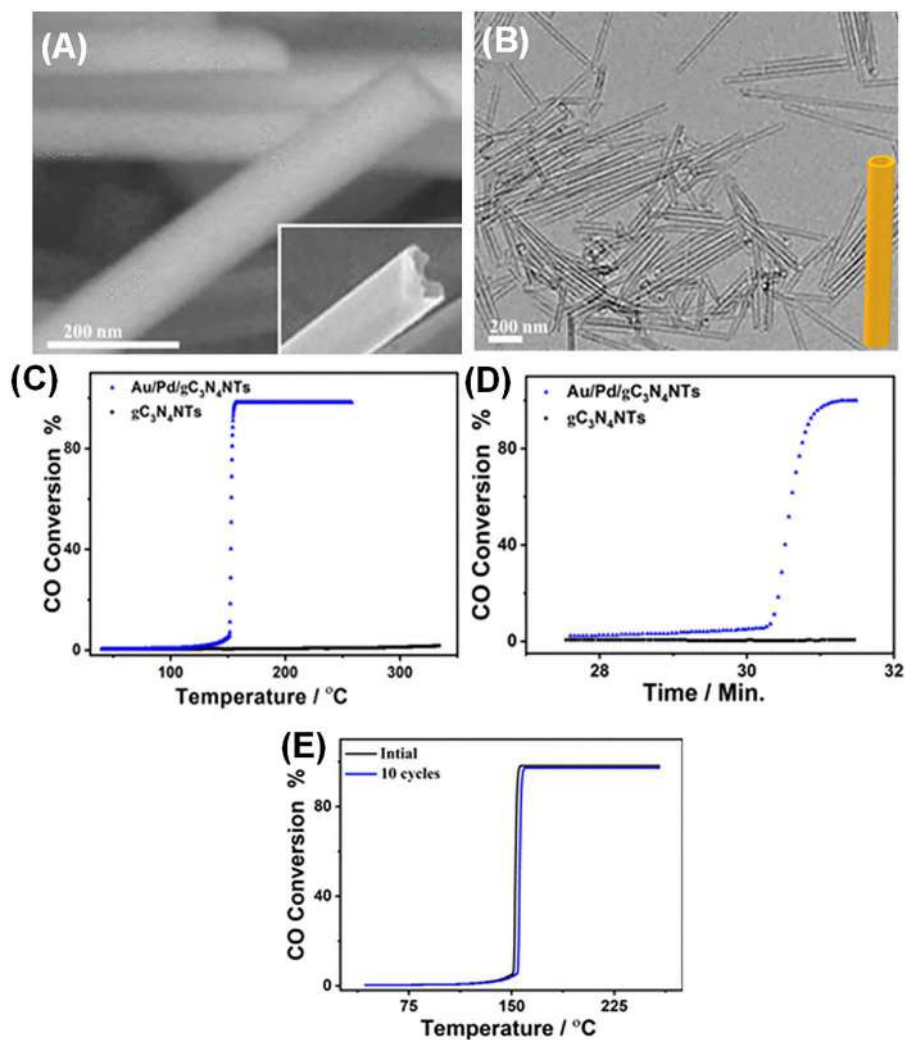 (A)
200 nm
(B)
200 nm
(C)
Au/Pd/gC₃N₄NTs
gC₃N₄NTs
80
40
0
CO Conversion %
100
200
300
Temperature / °C
(D)
Au/Pd/gC₃N₄NTs
gC₃N₄NTs
80
40
0
CO Conversion %
28
30
32
Time / Min.
(E)
Intial
10 cycles
80
40
0
CO Conversion %
75
150
225
Temperature / °C